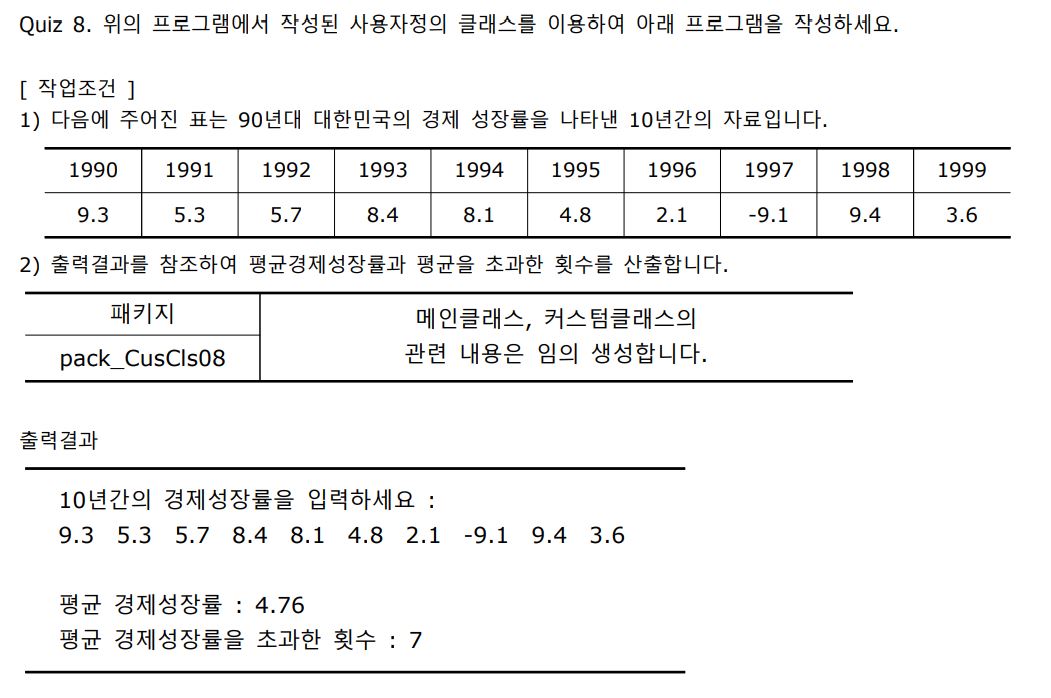 Quiz 8. 위의 프로그램에서 작성된 사용자정의 클래스를 이용하여 아래 프로그램을 작성하세요.
[ 작업조건 ]
1) 다음에 주어진 표는 90년대 대한민국의 경제 성장률을 나타낸 10년간의 자료입니다.
1990 1991 1992 1993 1994 1995 1996 1997 1998 1999
9.3 5.3 5.7 8.4 8.1 4.8 2.1 -9.1 9.4 3.6
2) 출력결과를 참조하여 평균경제성장률과 평균을 초과한 횟수를 산출합니다.
패키지
메인클래스, 커스텀클래스의
pack_CusCls08
관련 내용은 임의 생성합니다.
출력결과
10년간의 경제성장률을 입력하세요 :
9.3 5.3 5.7 8.4 8.1 4.8 2.1 -9.1 9.4 3.6
평균 경제성장률 : 4.76
평균 경제성장률을 초과한 횟수 : 7